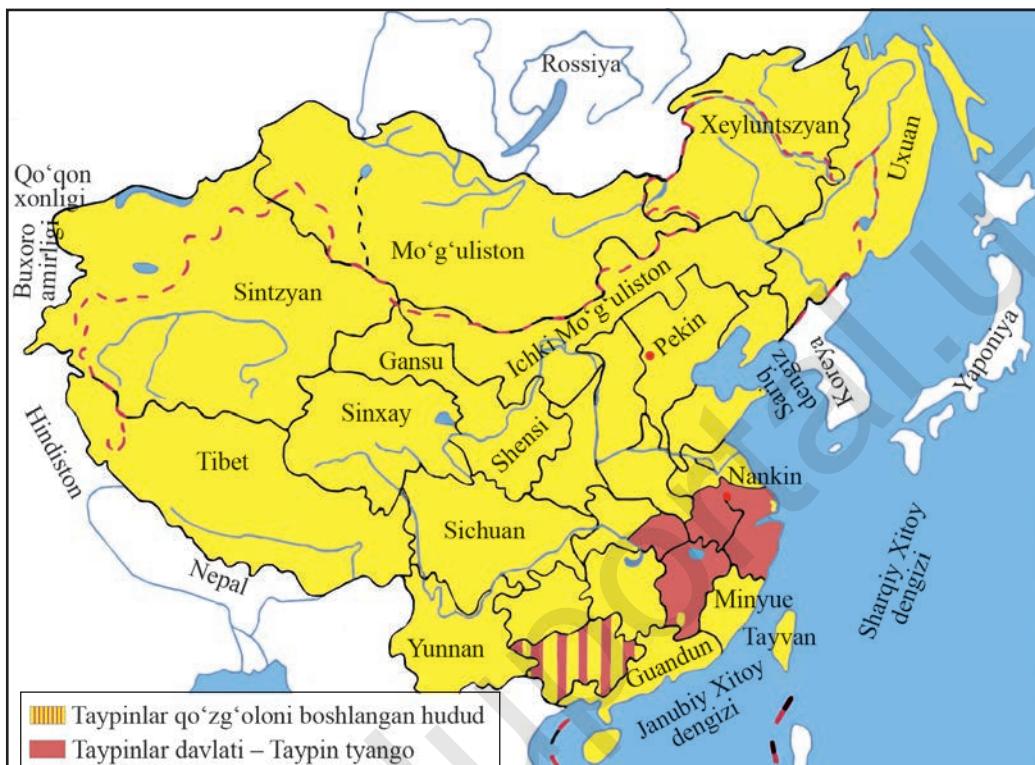 Rossiya
Xeyluntszyan
Uxuan
Qo‘qon
xonligi
Buxoro
amirligi
Mo‘g‘uliston
Sintzyan
Ichki Mo‘g‘uliston
Pekin
Gansu
Sariq
dengiz
Koreya
Yaponiya
Sinxay
Shensi
Hindiston
Tibet
Nankin
Sichuan
Nepal
Minyue
Sharqiy Xitoy
dengizi
Tayvan
Yunnan
Guandun
Janubiy Xitoy
dengizi
Taypinlar qo‘zg‘oloni boshlangan hudud
Taypinlar davlati – Taypin tyango